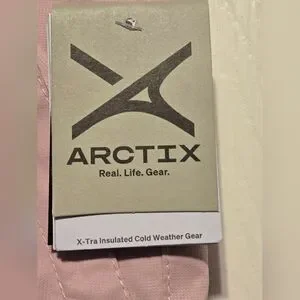 ARCTIX
Real. Life. Gear.
X-Tra Insulated Cold Weather Gear